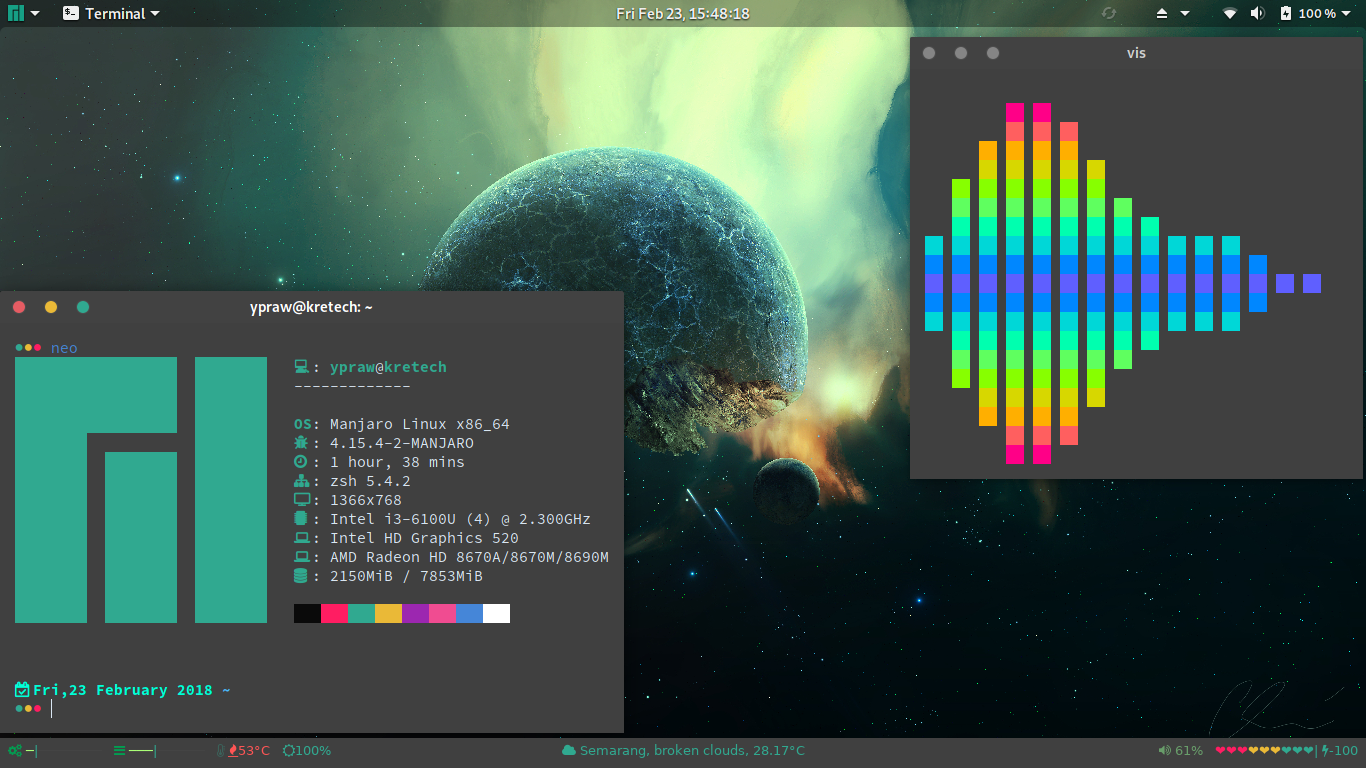 Terminal
Fri Feb 23, 15:48:18
100 %
vis
ypraw@kretech: ~
neo
: ypraw@kretech
-------------
OS: Manjaro Linux x86_64
: 4.15.4-2-MANJARO
: 1 hour, 38 mins
: zsh 5.4.2
: 1366x768
: Intel i3-6100U (4) @ 2.300GHz
: Intel HD Graphics 520
: AMD Radeon HD 8670A/8670M/8690M
: 2150MiB / 7853MiB
Fri,23 February 2018 ~
53°C
100%
Semarang, broken clouds, 28.17°C
61%
-100